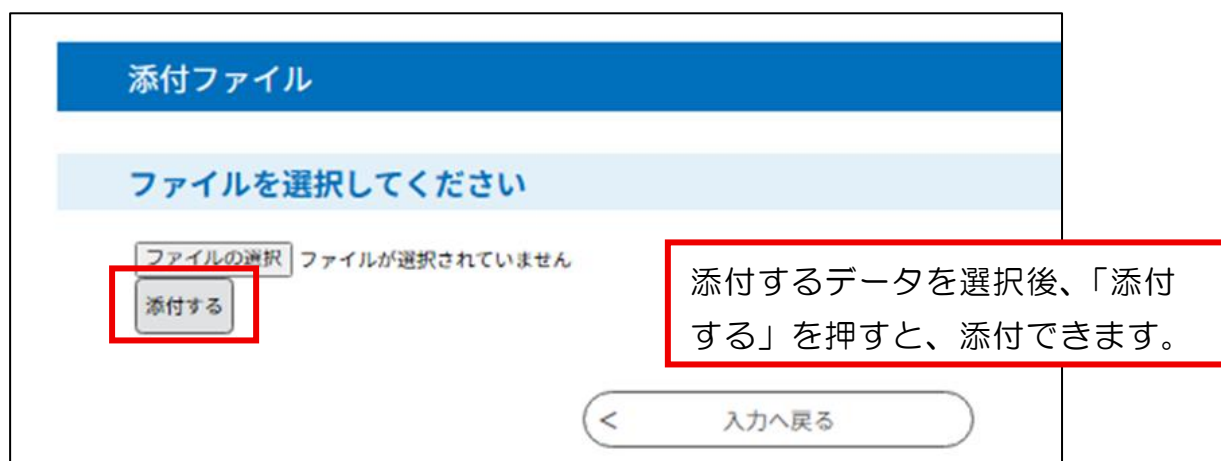 添付ファイル
ファイルを選択してください
ファイルの選択 ファイルが選択されていません
添付する
添付するデータを選択後、「添付
する」を押すと、添付できます。
< 入力へ戻る